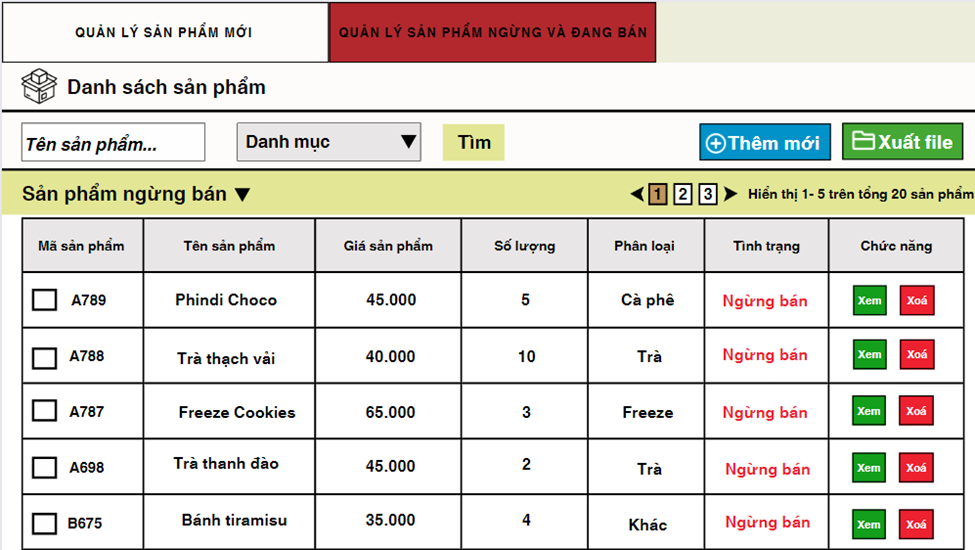 QUẢN LÝ SẢN PHẨM MỚI
QUẢN LÝ SẢN PHẨM NGỪNG VÀ ĐANG BÁN
Danh sách sản phẩm
Tên sản phẩm... Danh mục Tìm Thêm mới Xuất file
Sản phẩm ngừng bán 1 2 3 Hiển thị 1- 5 trên tổng 20 sản phẩm
Mã sản phẩm Tên sản phẩm Giá sản phẩm Số lượng Phân loại Tình trạng Chức năng
A789 Phindi Choco 45.000 5 Cà phê Ngừng bán Xem Xoá
A788 Trà thạch vải 40.000 10 Trà Ngừng bán Xem Xoá
A787 Freeze Cookies 65.000 3 Freeze Ngừng bán Xem Xoá
A698 Trà thanh đào 45.000 2 Trà Ngừng bán Xem Xoá
B675 Bánh tiramisu 35.000 4 Khác Ngừng bán Xem Xoá